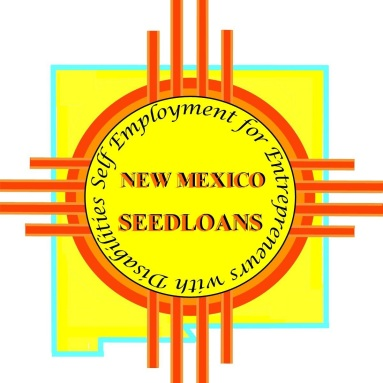 Self Employment for Entrepreneurs with Disabilities
NEW MEXICO
SEEDLOANS